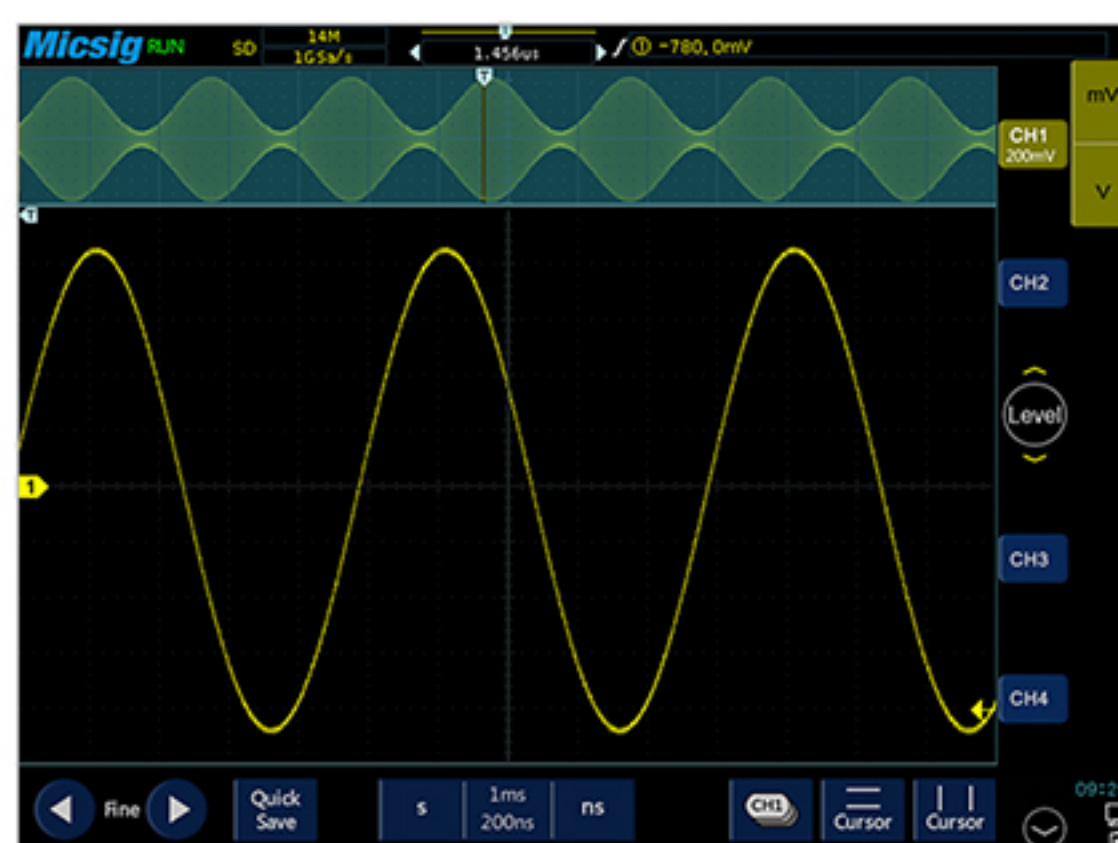 Micsig RUN SD 14M
1GSa/s
1.456us
① -780.0mV
T
T
mV
CH1
200mV
V
T
CH2
Level
1
CH3
CH4
Fine
Quick
Save
s
1ms
200ns
ns
CH1
Cursor
Cursor